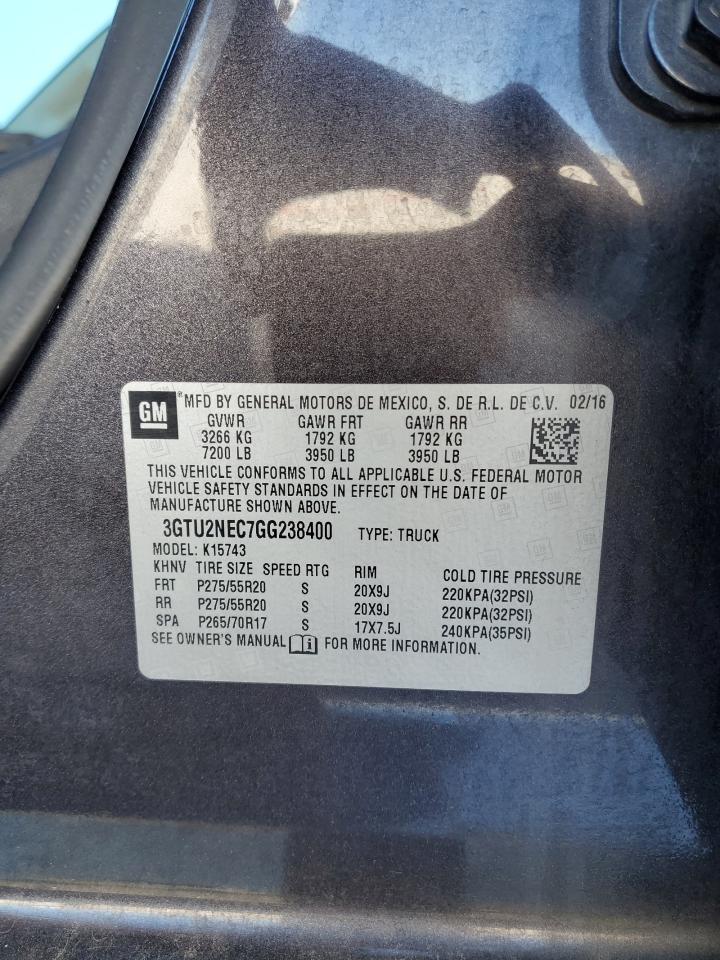 GM ®MFD BY GENERAL MOTORS DE MEXICO, S. DE R.L. DE C.V. 02/16
GVWR GAWR FRT GAWR RR
3266 KG 1792 KG 1792 KG
7200 LB 3950 LB 3950 LB
THIS VEHICLE CONFORMS TO ALL APPLICABLE U.S. FEDERAL MOTOR
VEHICLE SAFETY STANDARDS IN EFFECT ON THE DATE OF
MANUFACTURE SHOWN ABOVE.
3GTU2NEC7GG238400 TYPE: TRUCK
MODEL: K15743
KHNV TIRE SIZE SPEED RTG RIM COLD TIRE PRESSURE
FRT P275/55R20 S 20X9J 220KPA(32PSI)
RR P275/55R20 S 20X9J 220KPA(32PSI)
SPA P265/70R17 S 17X7.5J 240KPA(35PSI)
SEE OWNER'S MANUAL i FOR MORE INFORMATION.